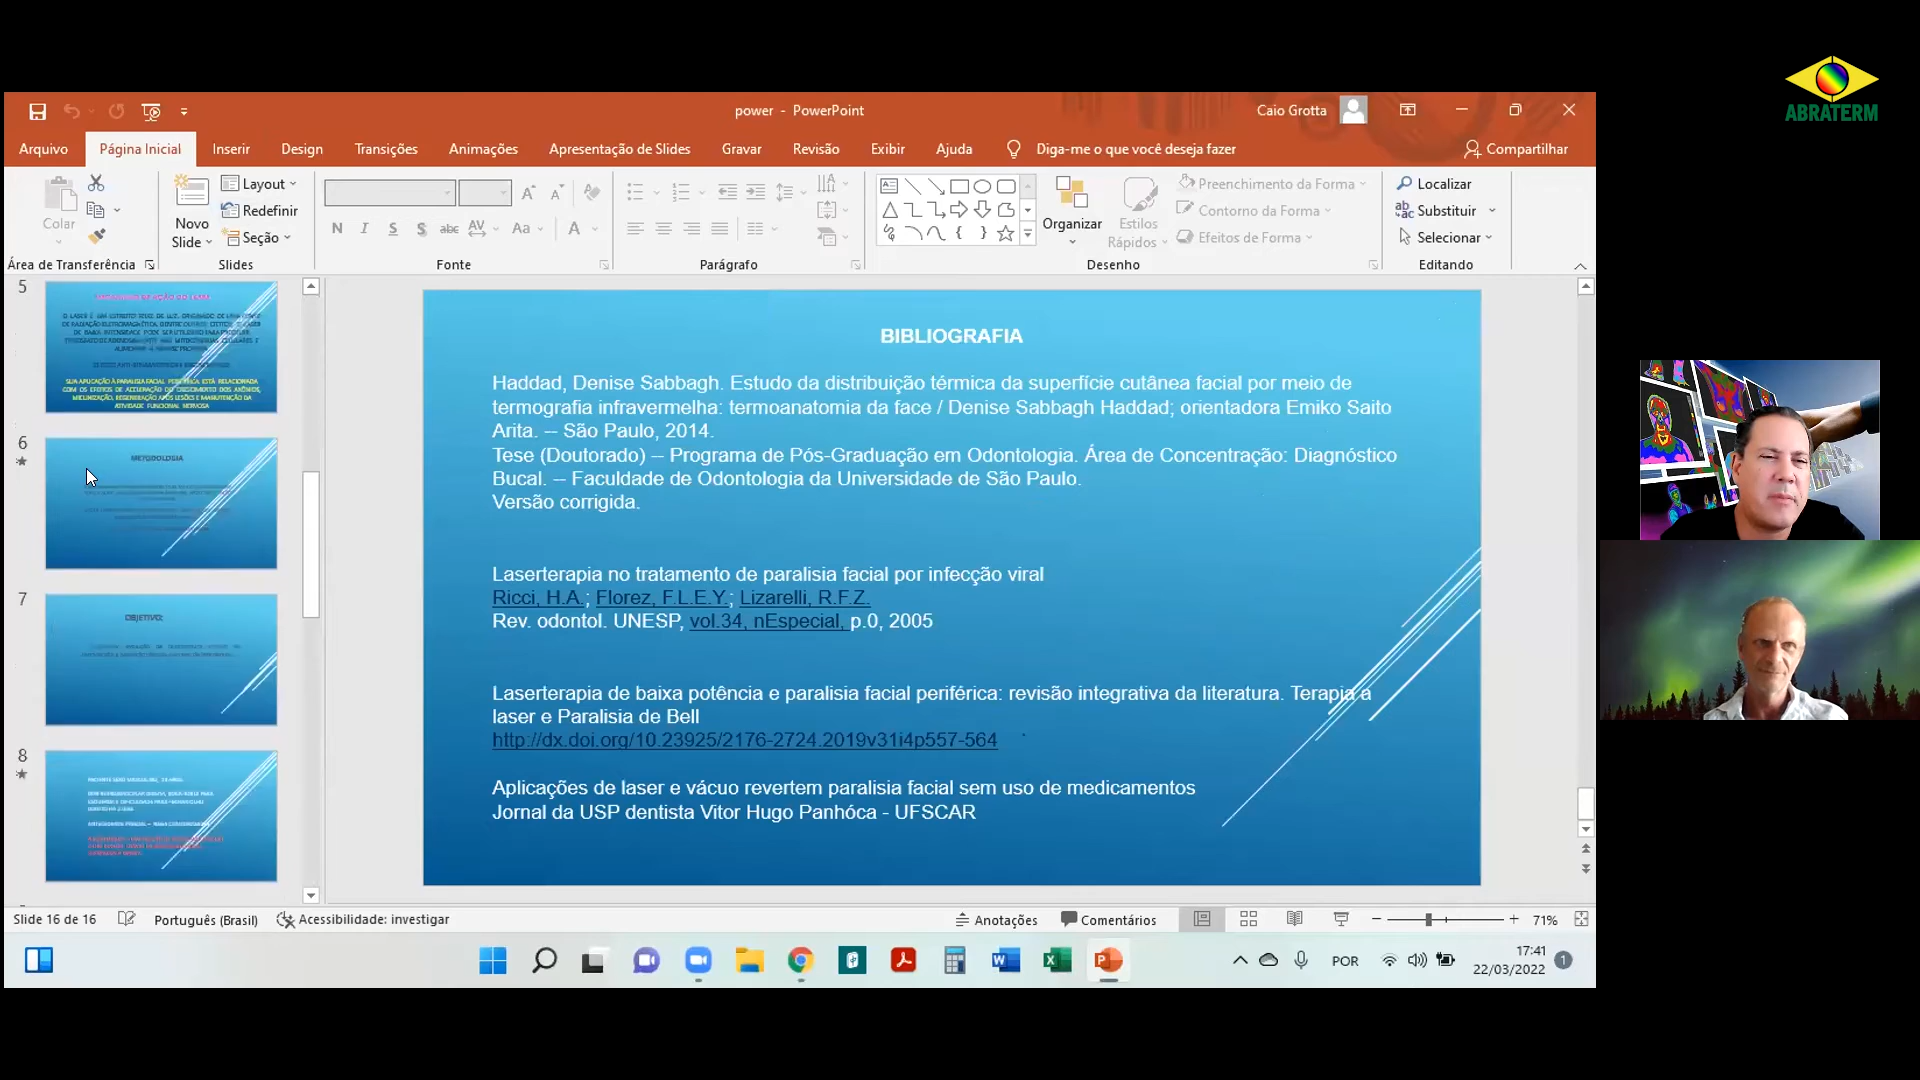 ABRATERM
power - PowerPoint
Caio Grotta
Arquivo
Página Inicial
Inserir
Design
Transições
Animações
Apresentação de Slides
Gravar
Revisão
Exibir
Ajuda
Diga-me o que você deseja fazer
Compartilhar
Colar
Novo
Slide
Layout
Redefinir
Seção
N I S S abc AV Aa A
Organizar
Estilos
Rápidos
Preenchimento da Forma
Contorno da Forma
Efeitos de Forma
Localizar
Substituir
Selecionar
Área de Transferência
Slides
Fonte
Parágrafo
Desenho
Editando
5
6
METODOLOGIA
7
OBJETIVO:
8
BIBLIOGRAFIA
Haddad, Denise Sabbagh. Estudo da distribuição térmica da superfície cutânea facial por meio de
termografia infravermelha: termoanatomia da face / Denise Sabbagh Haddad; orientadora Emiko Saito
Arita. -- São Paulo, 2014.
Tese (Doutorado) -- Programa de Pós-Graduação em Odontologia. Área de Concentração: Diagnóstico
Bucal. -- Faculdade de Odontologia da Universidade de São Paulo.
Versão corrigida.
Laserterapia no tratamento de paralisia facial por infecção viral
Ricci, H.A.; Florez, F.L.E.Y.; Lizarelli, R.F.Z.
Rev. odontol. UNESP, vol.34, nEspecial, p.0, 2005
Laserterapia de baixa potência e paralisia facial periférica: revisão integrativa da literatura. Terapia a
laser e Paralisia de Bell
http://dx.doi.org/10.23925/2176-2724.2019v31i4p557-564
Aplicações de laser e vácuo revertem paralisia facial sem uso de medicamentos
Jornal da USP dentista Vitor Hugo Panhóca - UFSCAR
Slide 16 de 16
Português (Brasil)
Acessibilidade: investigar
Anotações
Comentários
71%
POR
17:41
22/03/2022
1